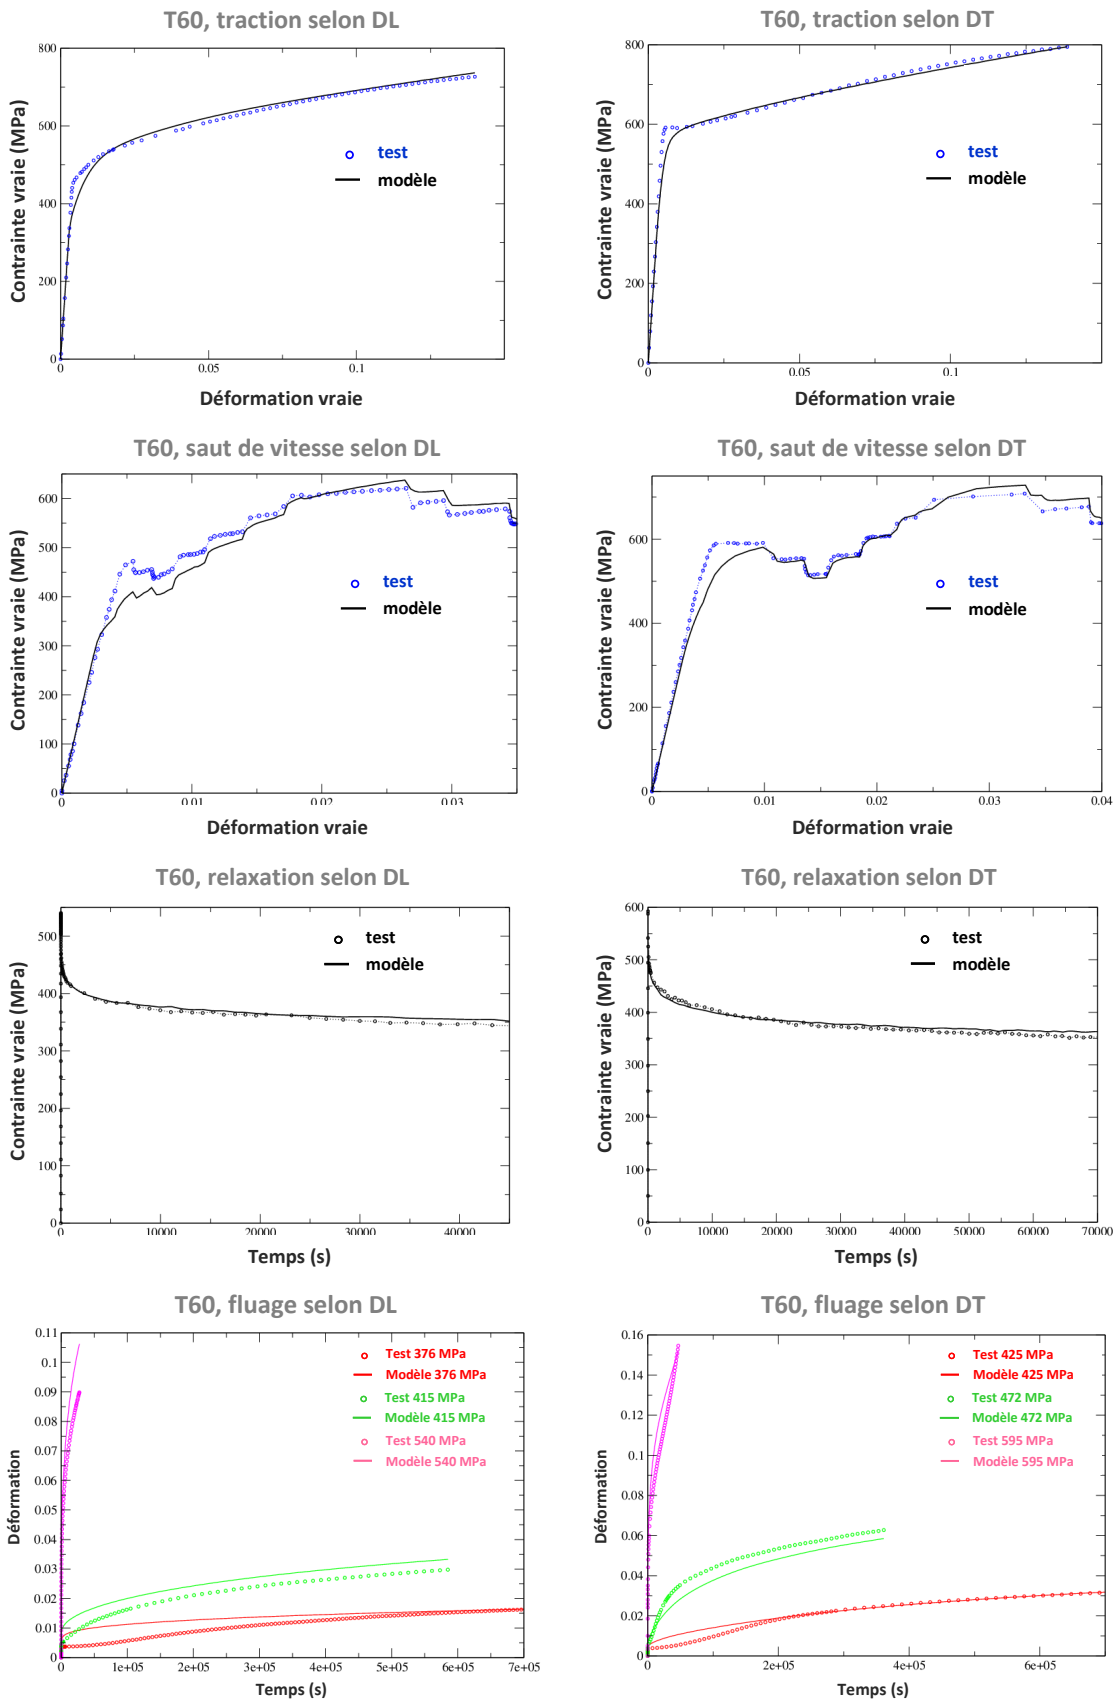 T60, traction selon DL
T60, traction selon DT
Contrainte vraie (MPa)
800
600
400
200
0
0
0.05
0.1
test
modèle
Déformation vraie
Contrainte vraie (MPa)
800
600
400
200
0
0
0.05
0.1
test
modèle
Déformation vraie
T60, saut de vitesse selon DL
T60, saut de vitesse selon DT
Contrainte vraie (MPa)
600
500
400
300
200
100
0
0
0.01
0.02
0.03
test
modèle
Déformation vraie
Contrainte vraie (MPa)
600
400
200
0
0
0.01
0.02
0.03
0.04
test
modèle
Déformation vraie
T60, relaxation selon DL
T60, relaxation selon DT
Contrainte vraie (MPa)
500
400
300
200
100
0
0
10000
20000
30000
40000
test
modèle
Temps (s)
Contrainte vraie (MPa)
600
500
400
300
200
100
0
0
10000
20000
30000
40000
50000
60000
70000
test
modèle
Temps (s)
T60, fluage selon DL
T60, fluage selon DT
Déformation
0.11
0.1
0.09
0.08
0.07
0.06
0.05
0.04
0.03
0.02
0.01
0
0
1e+05
2e+05
3e+05
4e+05
5e+05
6e+05
7e+05
Test 376 MPa
Modèle 376 MPa
Test 415 MPa
Modèle 415 MPa
Test 540 MPa
Modèle 540 MPa
Temps (s)
Déformation
0.16
0.14
0.12
0.1
0.08
0.06
0.04
0.02
0
0
2e+05
4e+05
6e+05
Test 425 MPa
Modèle 425 MPa
Test 472 MPa
Modèle 472 MPa
Test 595 MPa
Modèle 595 MPa
Temps (s)